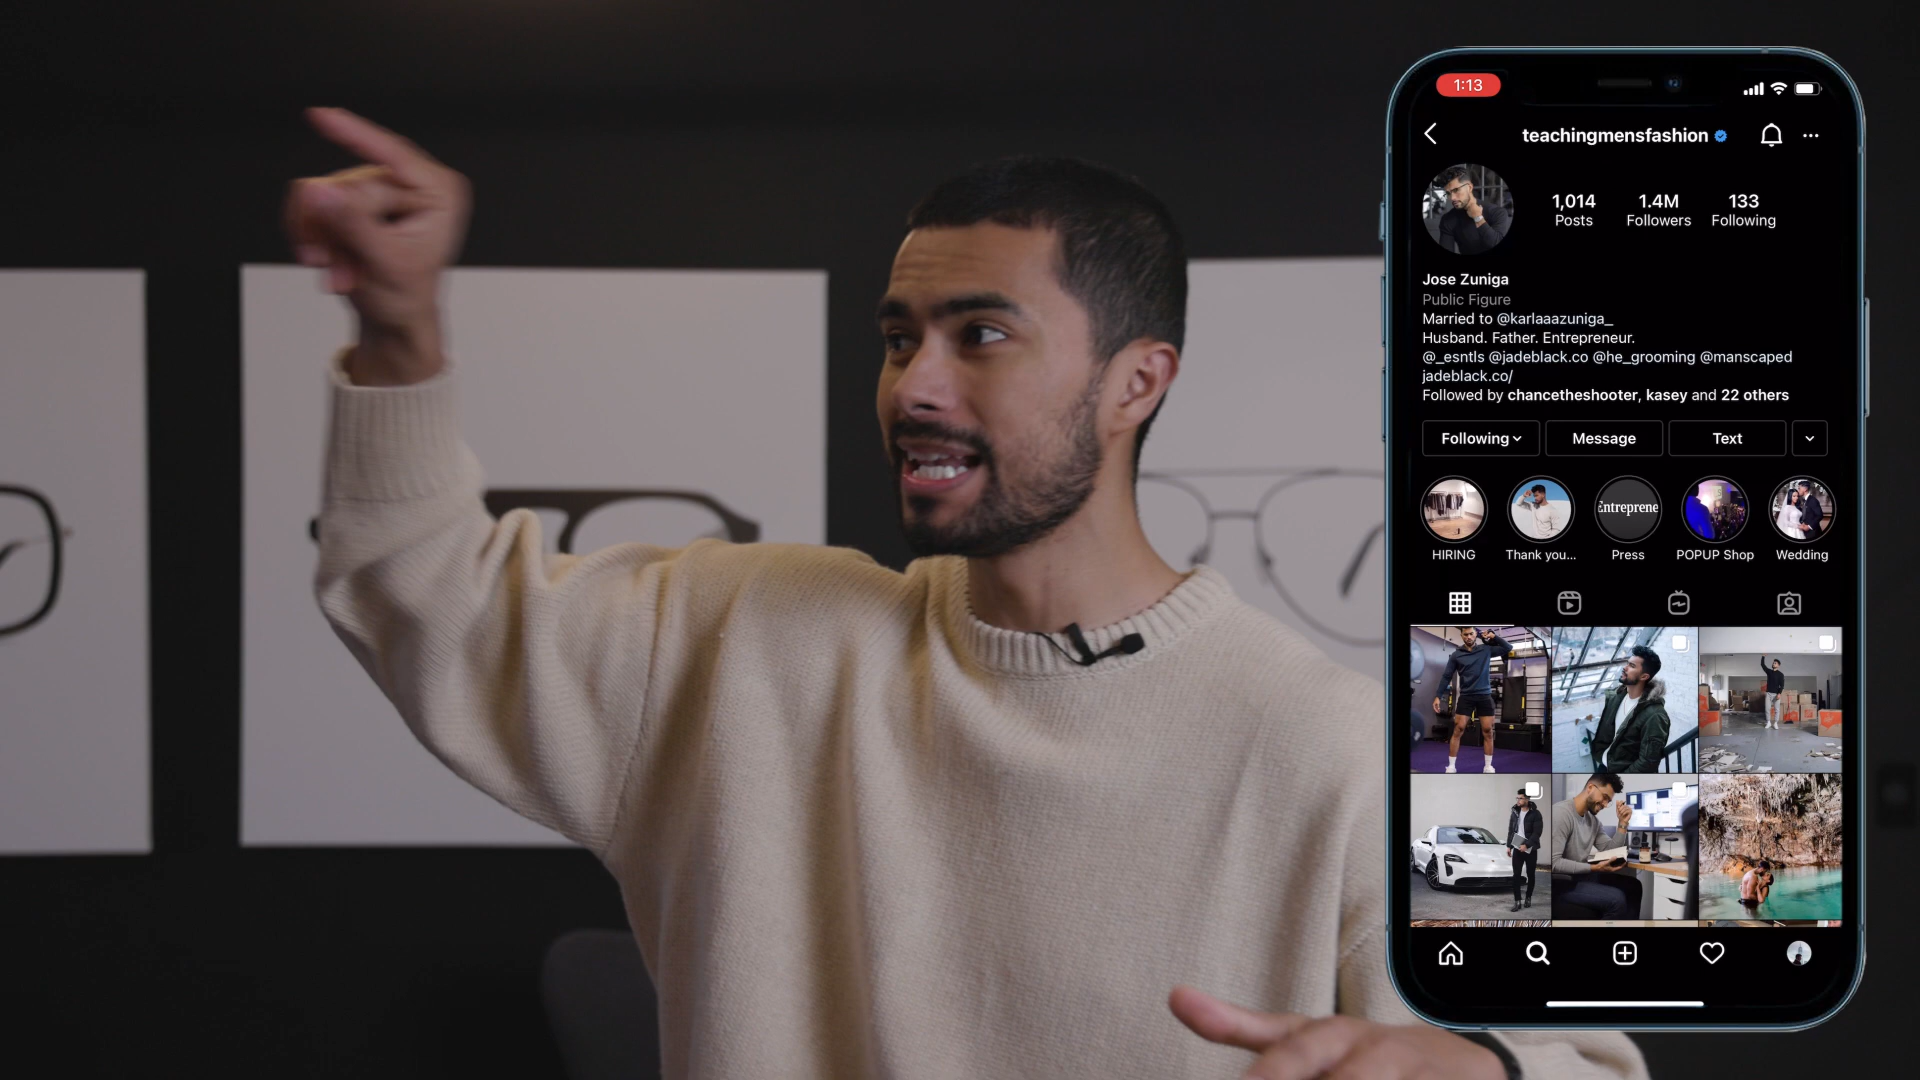 1:13
teachingmensfashion
1,014 1.4M 133
Posts Followers Following
Jose Zuniga
Public Figure
Married to @karlaaazuniga_
Husband. Father. Entrepreneur.
@_esntls @jadeblack.co @he_grooming @manscaped
jadeblack.co/
Followed by chancetheshooter, kasey and 22 others
Following Message Text
Entreprene
HIRING Thank you... Press POPUP Shop Wedding